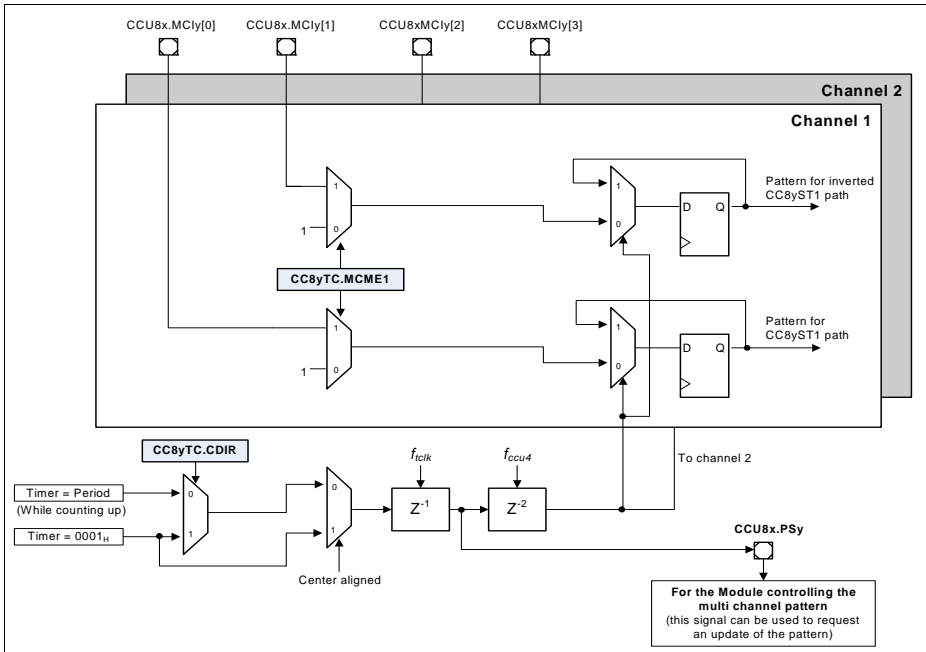 CCU8x.MCIy[0]
CCU8x.MCIy[1]
CCU8xMCIy[2]
CCU8xMCIy[3]
Channel 2
Channel 1
1
0
1
CC8yTC.MCME1
1
0
1
1
0
D Q
Pattern for inverted
CC8yST1 path
1
0
D Q
Pattern for
CC8yST1 path
CC8yTC.CDIR
Timer = Period
(While counting up)
Timer = 0001H
0
1
0
1
Center aligned
ftclk
Z-1
fccu4
Z-2
To channel 2
CCU8x.PSy
For the Module controlling the
multi channel pattern
(this signal can be used to request
an update of the pattern)